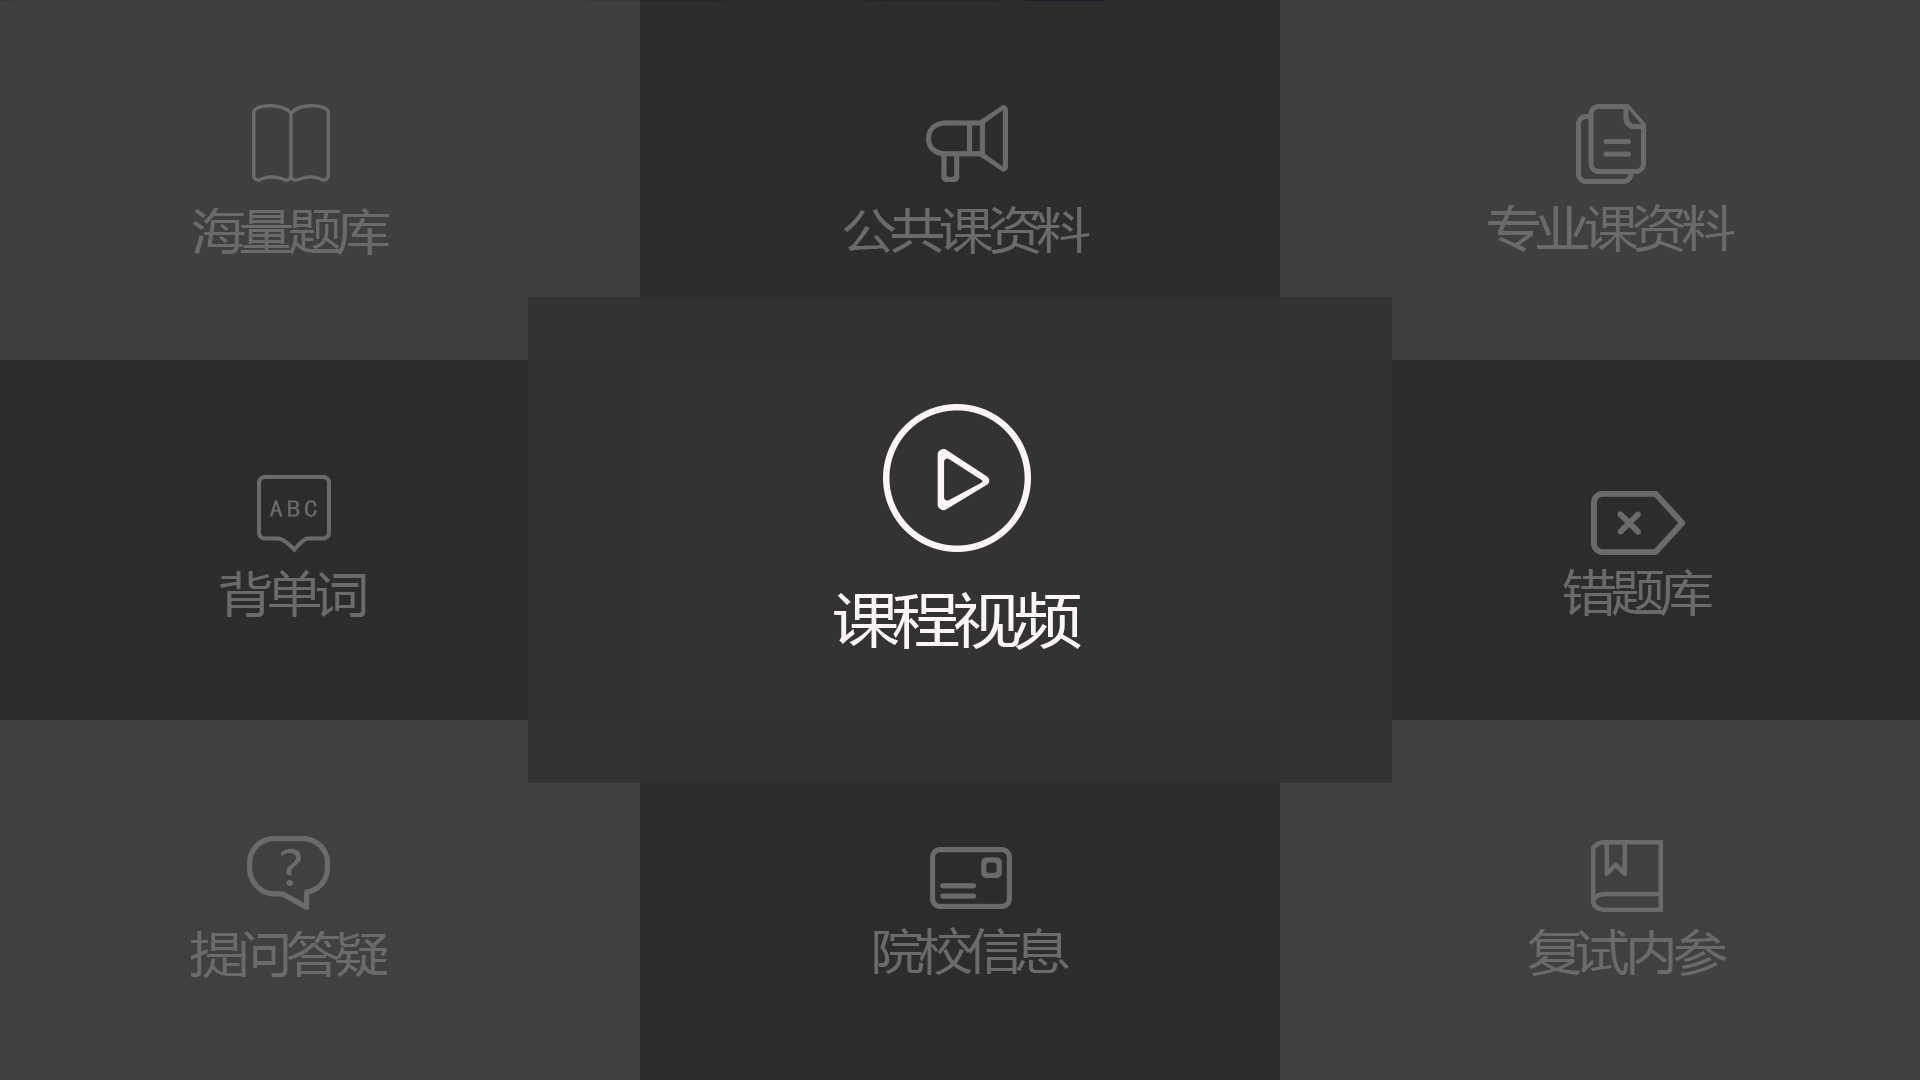 海量题库
公共课资料
专业课资料
ABC
背单词
课程视频
错题库
?
提问答疑
院校信息
复试内参